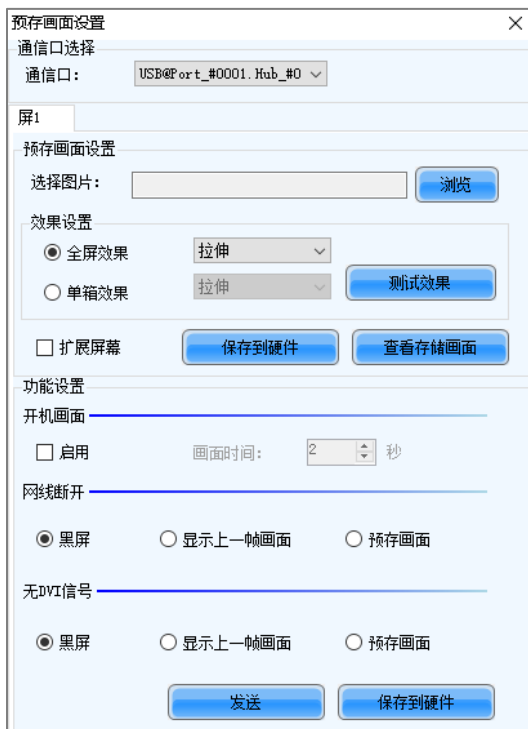 预存画面设置
通信口选择
通信口： USB@Port_#0001.Hub_#0
屏1
预存画面设置
选择图片： 浏览
效果设置
全屏效果 拉伸
单箱效果 拉伸 测试效果
扩展屏幕 保存到硬件 查看存储画面
功能设置
开机画面
启用 画面时间： 2 秒
网线断开
黑屏 显示上一帧画面 预存画面
无DVI信号
黑屏 显示上一帧画面 预存画面
发送 保存到硬件